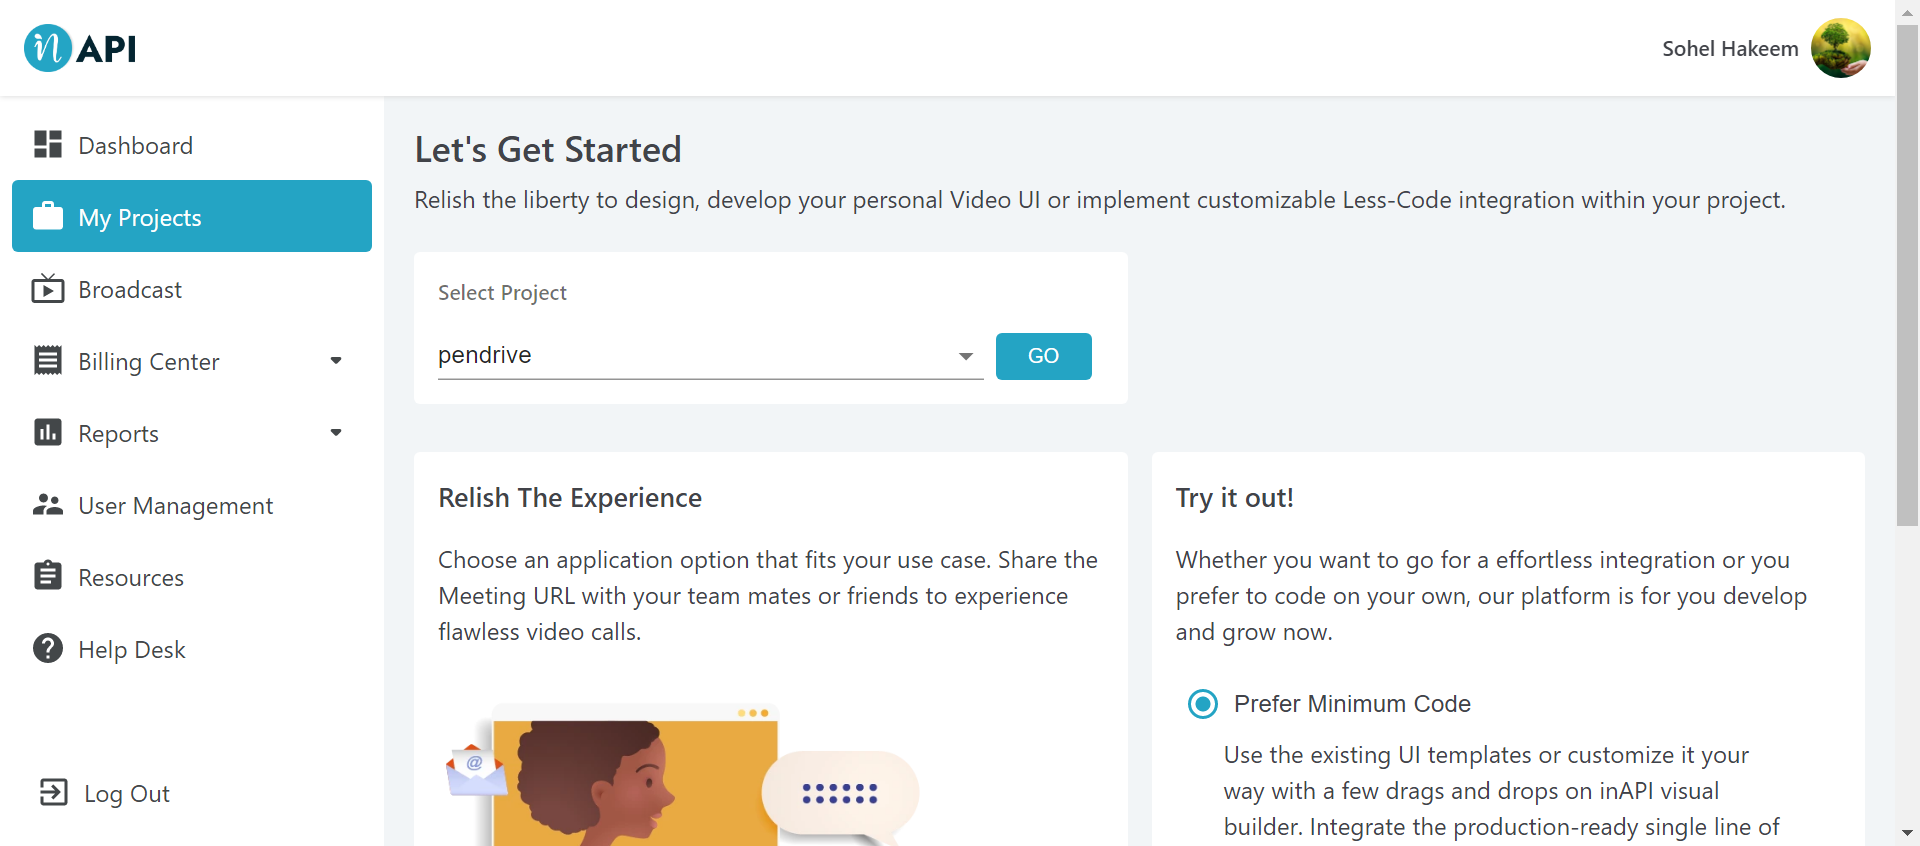 in API
Sohel Hakeem
Dashboard
My Projects
Broadcast
Billing Center
Reports
User Management
Resources
Help Desk
Log Out
Let's Get Started
Relish the liberty to design, develop your personal Video UI or implement customizable Less-Code integration within your project.
Select Project
pendrive
GO
Relish The Experience
Choose an application option that fits your use case. Share the
Meeting URL with your team mates or friends to experience
flawless video calls.
@
Try it out!
Whether you want to go for a effortless integration or you
prefer to code on your own, our platform is for you develop
and grow now.
Prefer Minimum Code
Use the existing UI templates or customize it your
way with a few drags and drops on inAPI visual
builder. Integrate the production-ready single line of